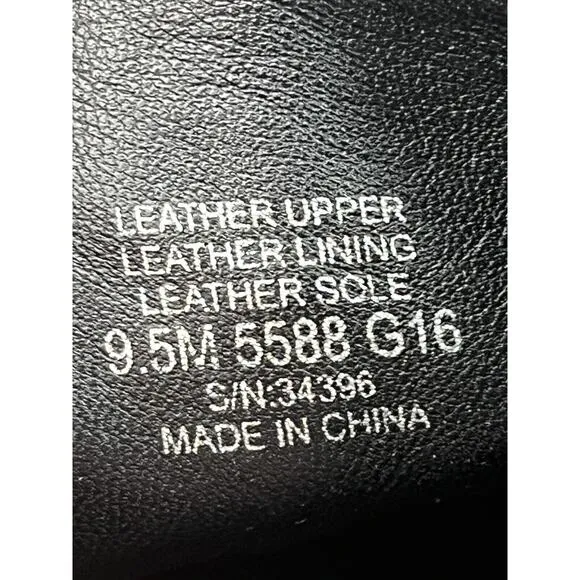 LEATHER UPPER
LEATHER LINING
LEATHER SOLE
9.5M 5588 G16
S/N:34396
MADE IN CHINA